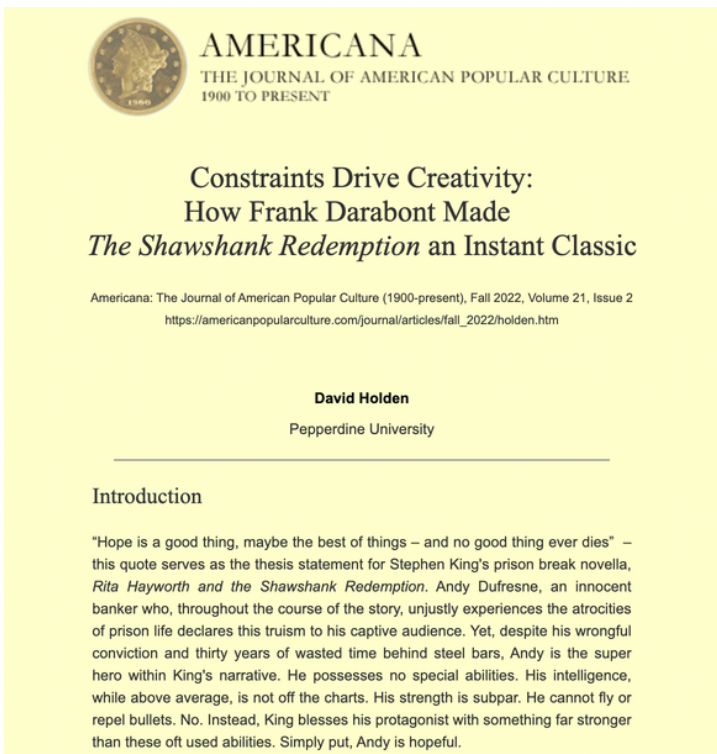 AMERICANA
THE JOURNAL OF AMERICAN POPULAR CULTURE
1900 TO PRESENT
1900
Constraints Drive Creativity:
How Frank Darabont Made
The Shawshank Redemption an Instant Classic
Americana: The Journal of American Popular Culture (1900-present), Fall 2022, Volume 21, Issue 2
https://americanpopularculture.com/journal/articles/fall_2022/holden.htm
David Holden
Pepperdine University
Introduction
“Hope is a good thing, maybe the best of things – and no good thing ever dies” –
this quote serves as the thesis statement for Stephen King's prison break novella,
Rita Hayworth and the Shawshank Redemption. Andy Dufresne, an innocent
banker who, throughout the course of the story, unjustly experiences the atrocities
of prison life declares this truism to his captive audience. Yet, despite his wrongful
conviction and thirty years of wasted time behind steel bars, Andy is the super
hero within King's narrative. He possesses no special abilities. His intelligence,
while above average, is not off the charts. His strength is subpar. He cannot fly or
repel bullets. No. Instead, King blesses his protagonist with something far stronger
than these oft used abilities. Simply put, Andy is hopeful.